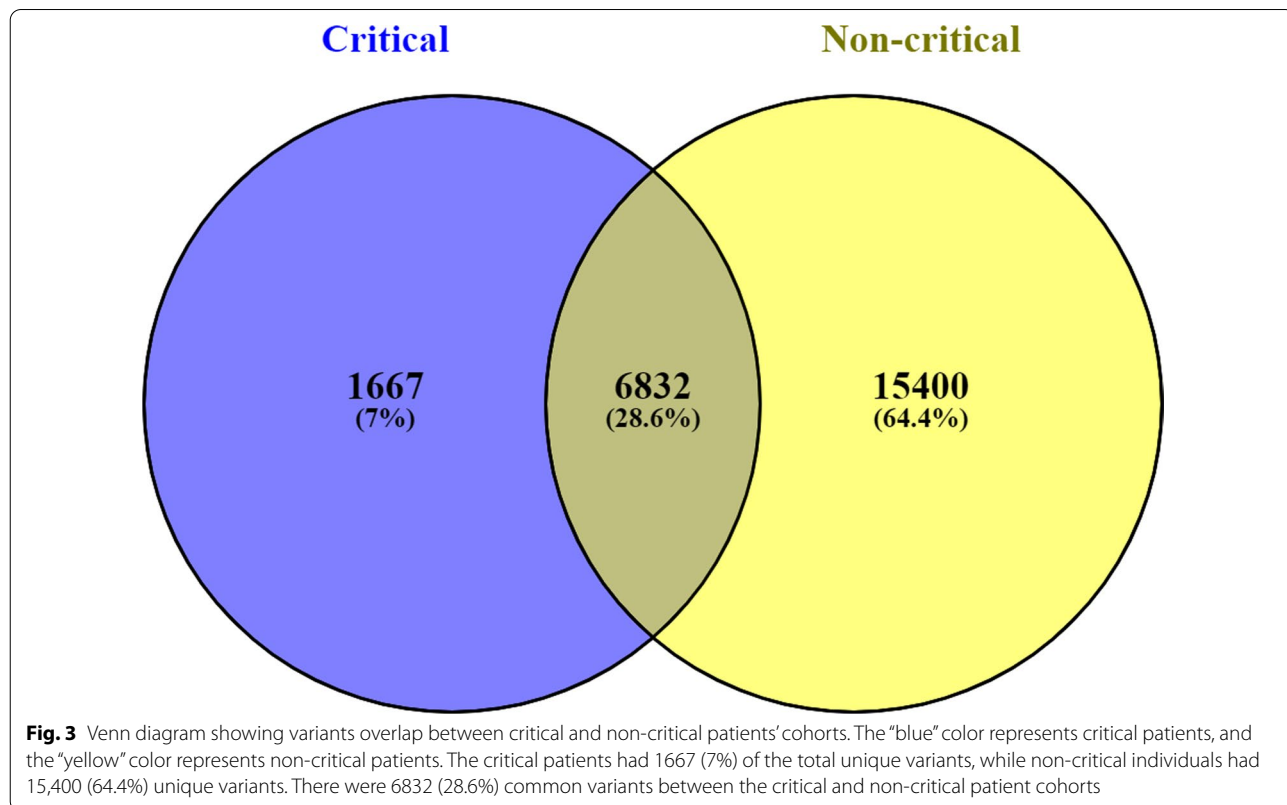 Critical Non-critical
1667 6832 15400
(7%) (28.6%) (64.4%)
Fig. 3 Venn diagram showing variants overlap between critical and non-critical patients’ cohorts. The “blue” color represents critical patients, and
the “yellow” color represents non-critical patients. The critical patients had 1667 (7%) of the total unique variants, while non-critical individuals had
15,400 (64.4%) unique variants. There were 6832 (28.6%) common variants between the critical and non-critical patient cohorts